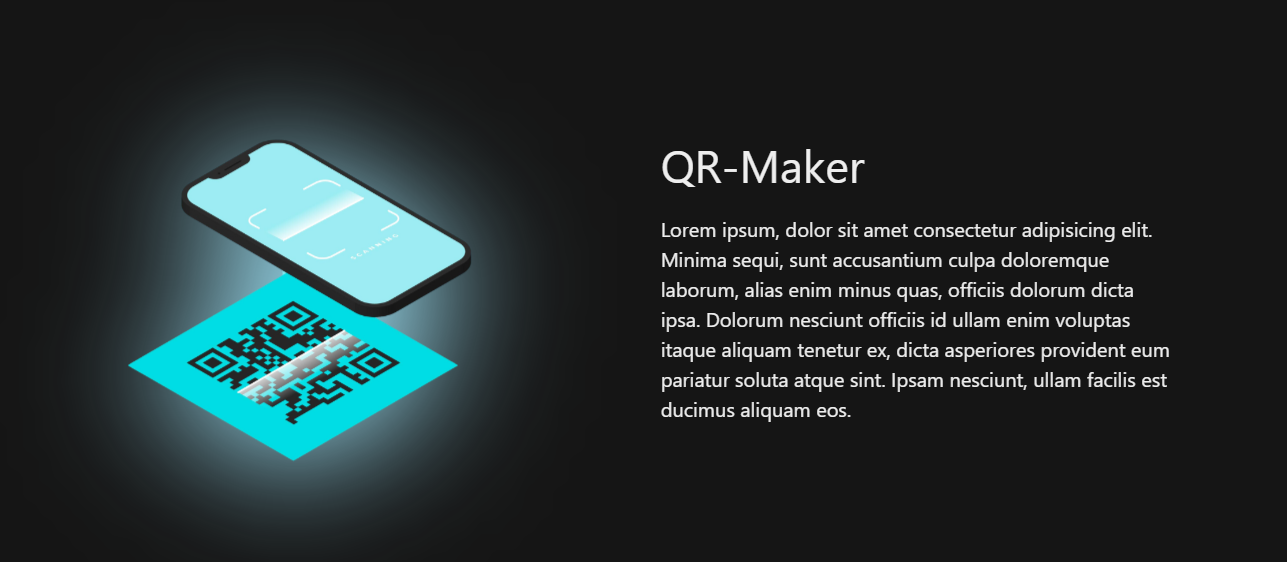 SCANNING
QR-Maker
Lorem ipsum, dolor sit amet consectetur adipisicing elit.
Minima sequi, sunt accusantium culpa doloremque
laborum, alias enim minus quas, officiis dolorum dicta
ipsa. Dolorum nesciunt officiis id ullam enim voluptas
itaque aliquam tenetur ex, dicta asperiores provident eum
pariatur soluta atque sint. Ipsam nesciunt, ullam facilis est
ducimus aliquam eos.